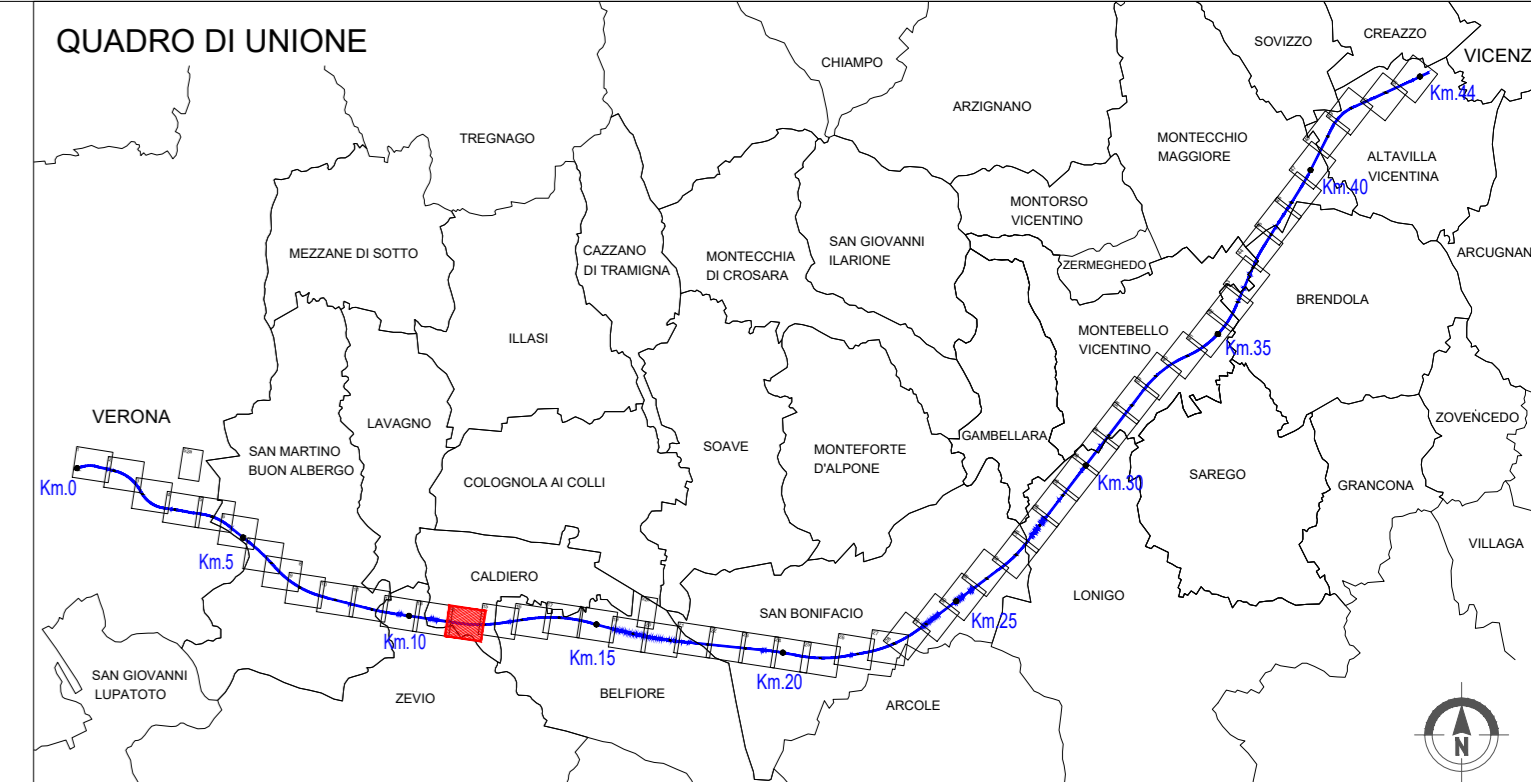 QUADRO DI UNIONE
SOVIZZO
CREAZZO
VICENZ
CHIAMPO
Km.44
ARZIGNANO
TREGNAGO
MONTECCHIO
MAGGIORE
ALTAVILLA
VICENTINA
Km.40
MONTORSO
VICENTINO
MEZZANE DI SOTTO
CAZZANO
DI TRAMIGNA
MONTECCHIA
DI CROSARA
SAN GIOVANNI
ILARIONE
ZERMEGHEDO
ARCUGNAN
BRENDOLA
ILLASI
MONTEBELLO
VICENTINO
Km.35
VERONA
LAVAGNO
SAN MARTINO
BUON ALBERGO
SOAVE
MONTEFORTE
D'ALPONE
GAMBELLARA
ZOVENCEDO
Km.0
COLOGNOLA AI COLLI
Km.30
SAREGO
GRANCONA
Km.5
VILLAGA
CALDIERO
SAN BONIFACIO
LONIGO
Km.25
Km.10
Km.15
Km.20
SAN GIOVANNI
LUPATOTO
ZEVIO
BELFIORE
ARCOLE
N